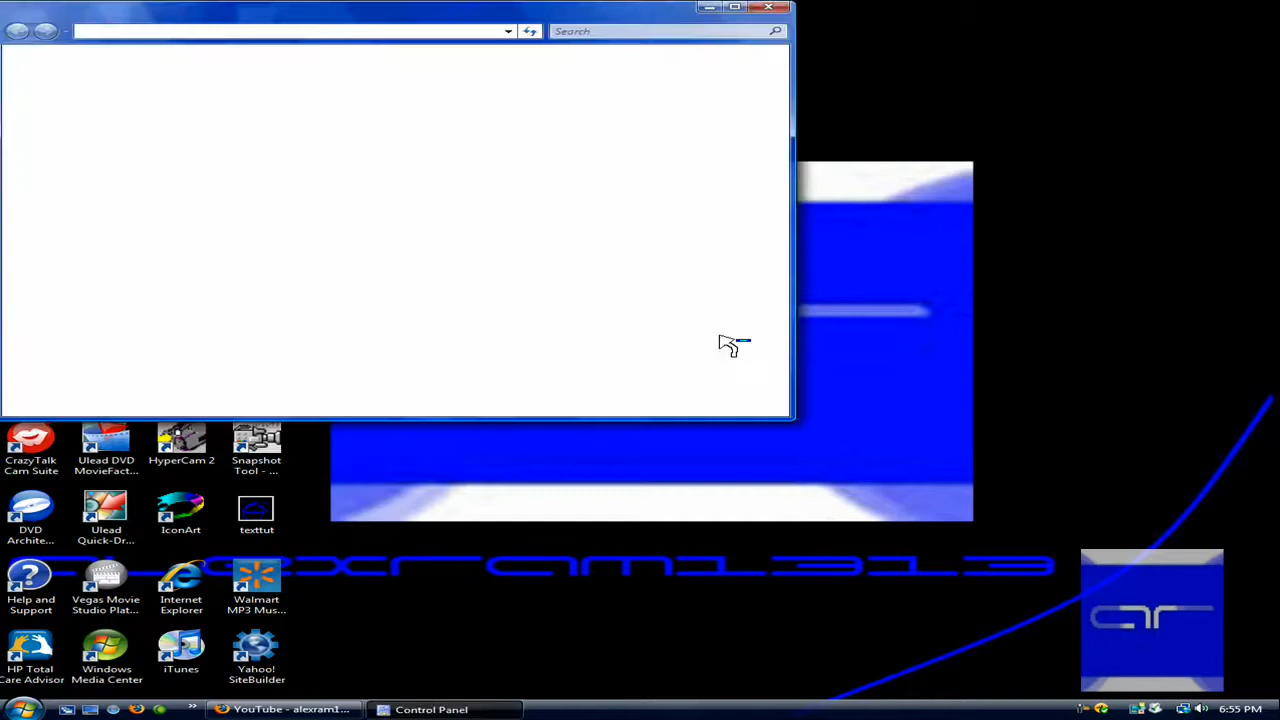 Search
CrazyTalk
Cam Suite
Ulead DVD
MovieFact...
HyperCam 2
Snapshot
Tool - ...
DVD
Archite...
Ulead
Quick-Dr...
IconArt
texttut
Help and
Support
Vegas Movie
Studio Plat...
Internet
Explorer
Walmart
MP3 Mus...
HP Total
Care Advisor
Windows
Media Center
iTunes
Yahoo!
SiteBuilder
exram1313
ar
YouTube - alexram1...
Control Panel
6:55 PM